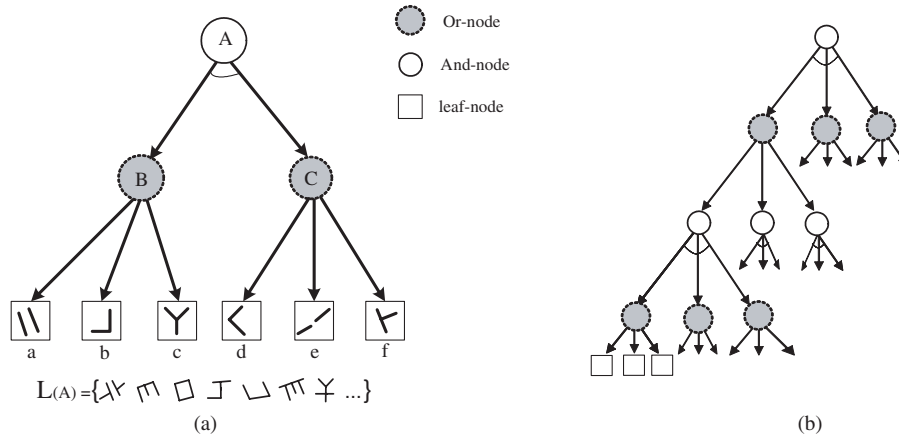 A
Or-node
And-node
leaf-node
B
C
a b c d e f
L(A) ={ ... }
(a)
(b)